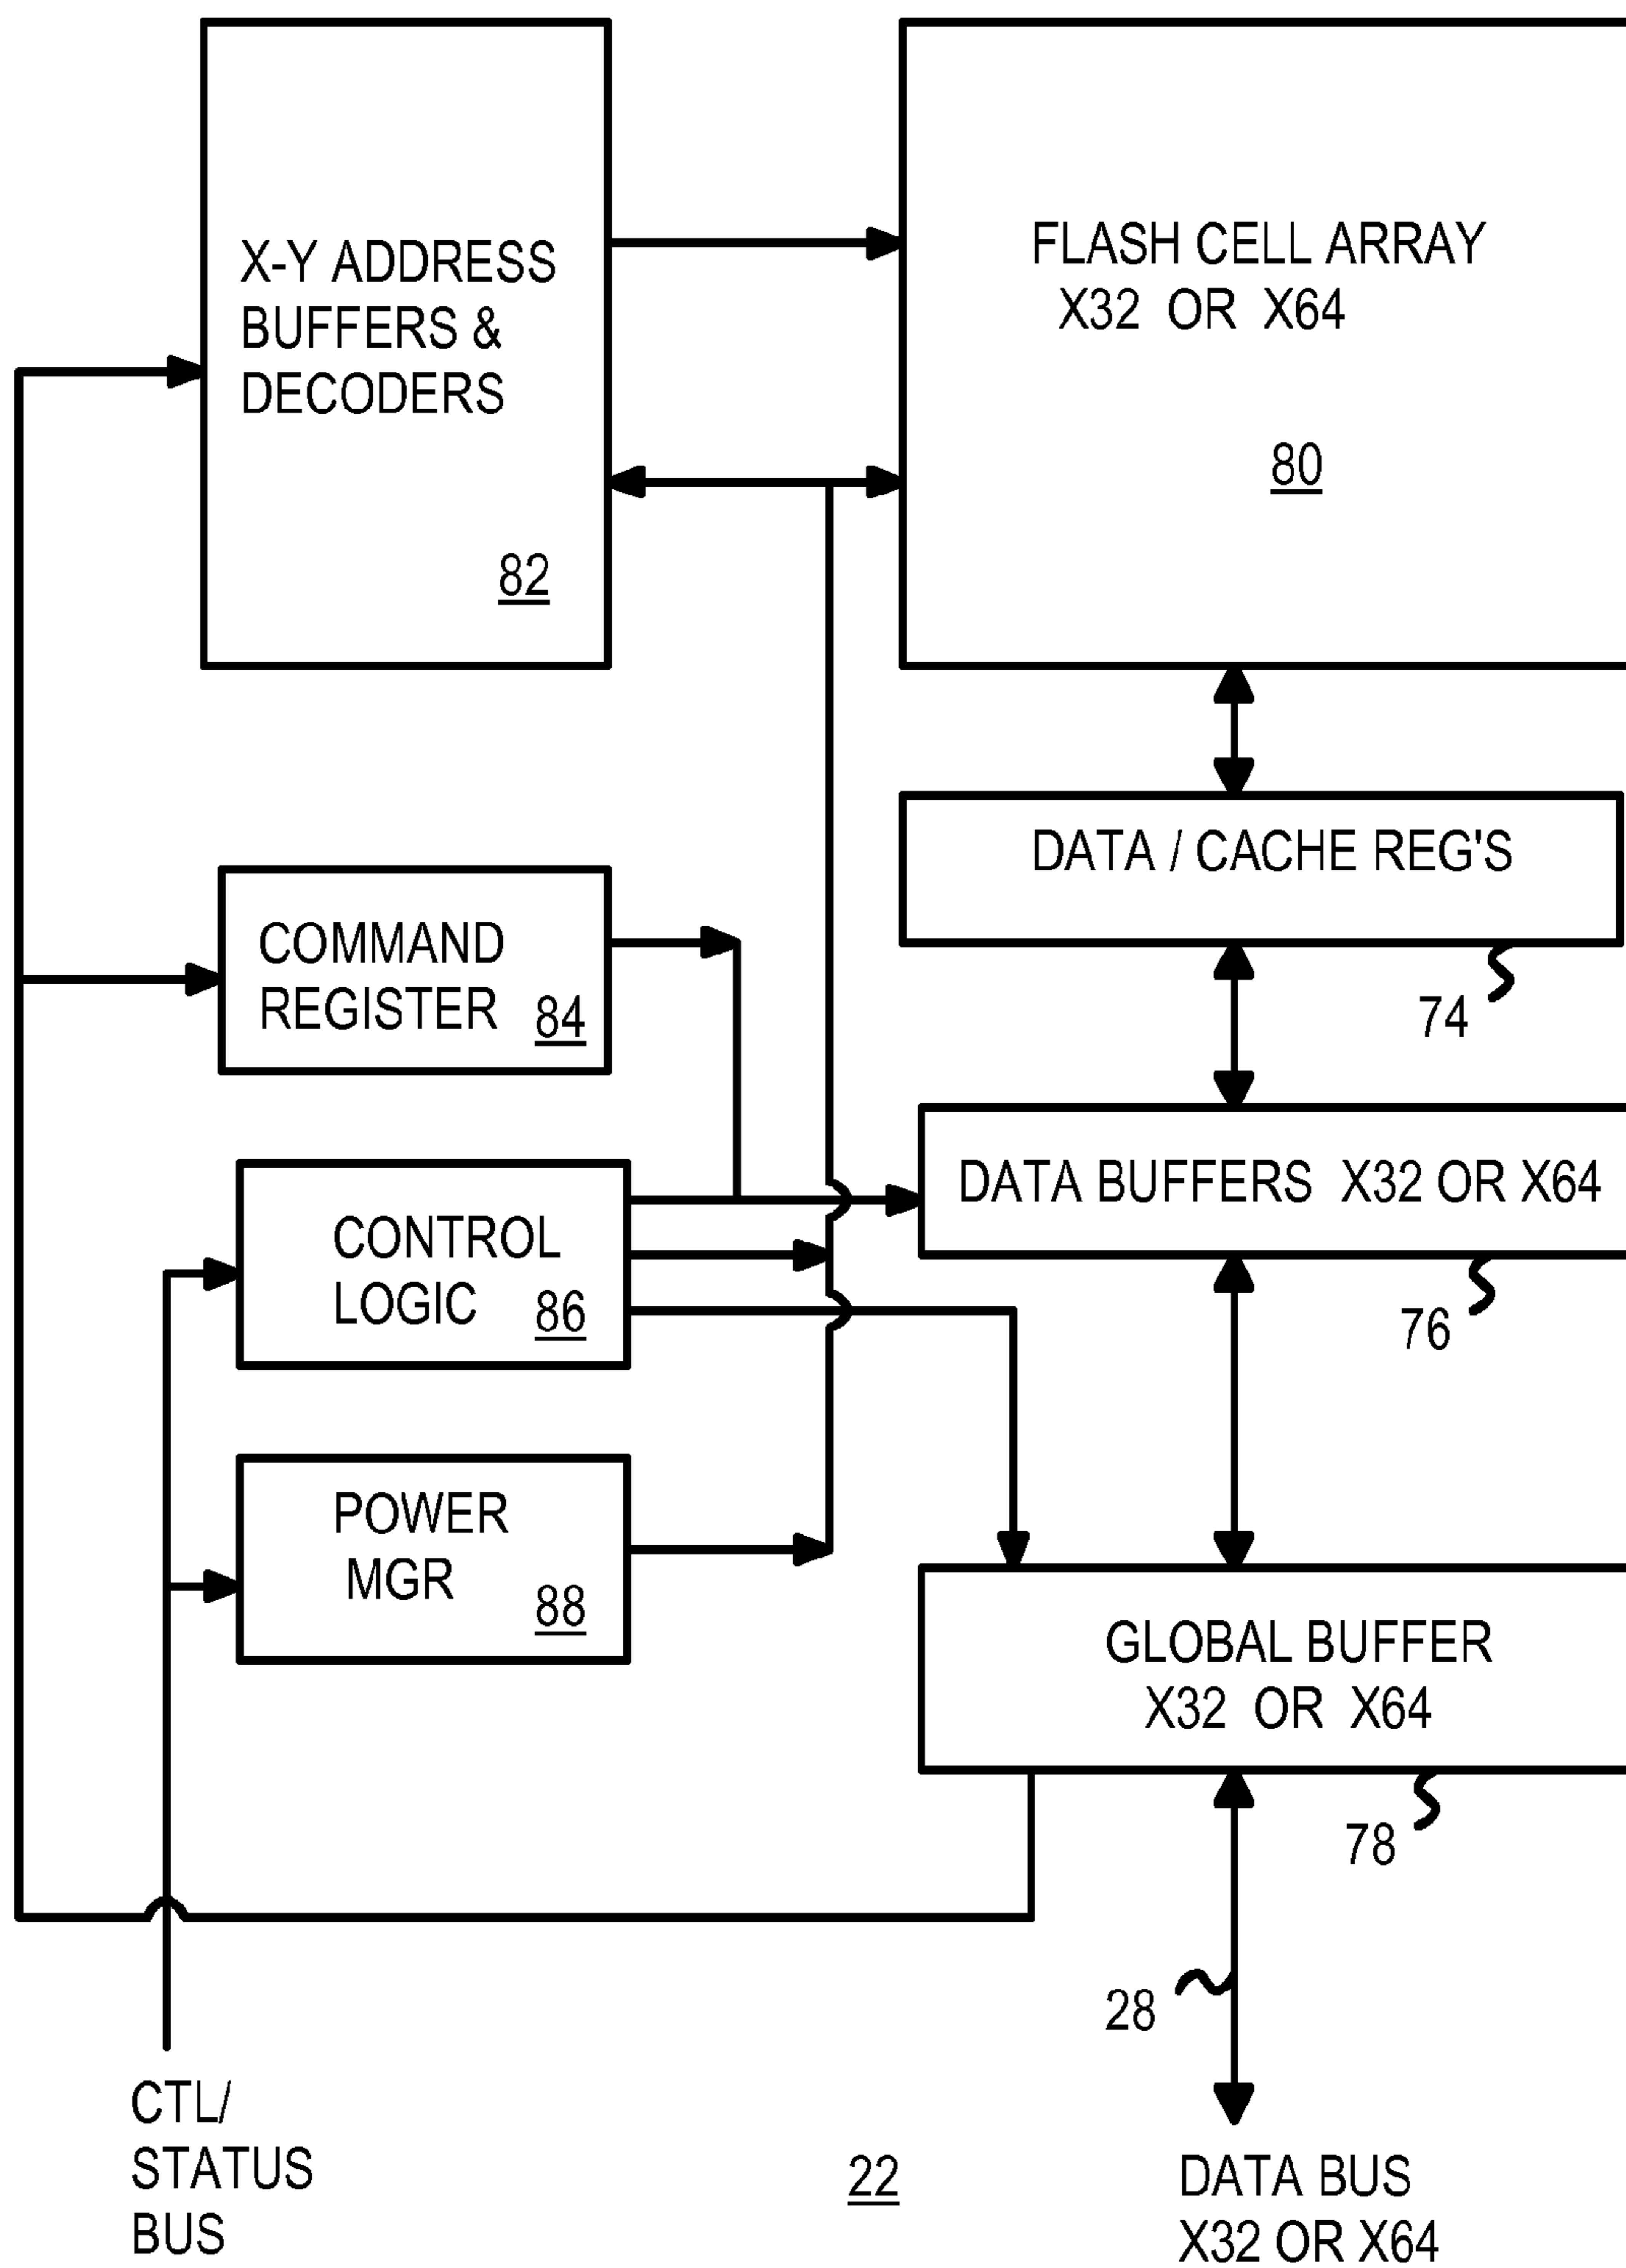 X-Y ADDRESS
BUFFERS &
DECODERS
82
FLASH CELL ARRAY
X32 OR X64
80
DATA / CACHE REG'S
74
COMMAND
REGISTER 84
DATA BUFFERS X32 OR X64
76
CONTROL
LOGIC 86
POWER
MGR 88
GLOBAL BUFFER
X32 OR X64
78
28
CTL/
STATUS
BUS
22
DATA BUS
X32 OR X64